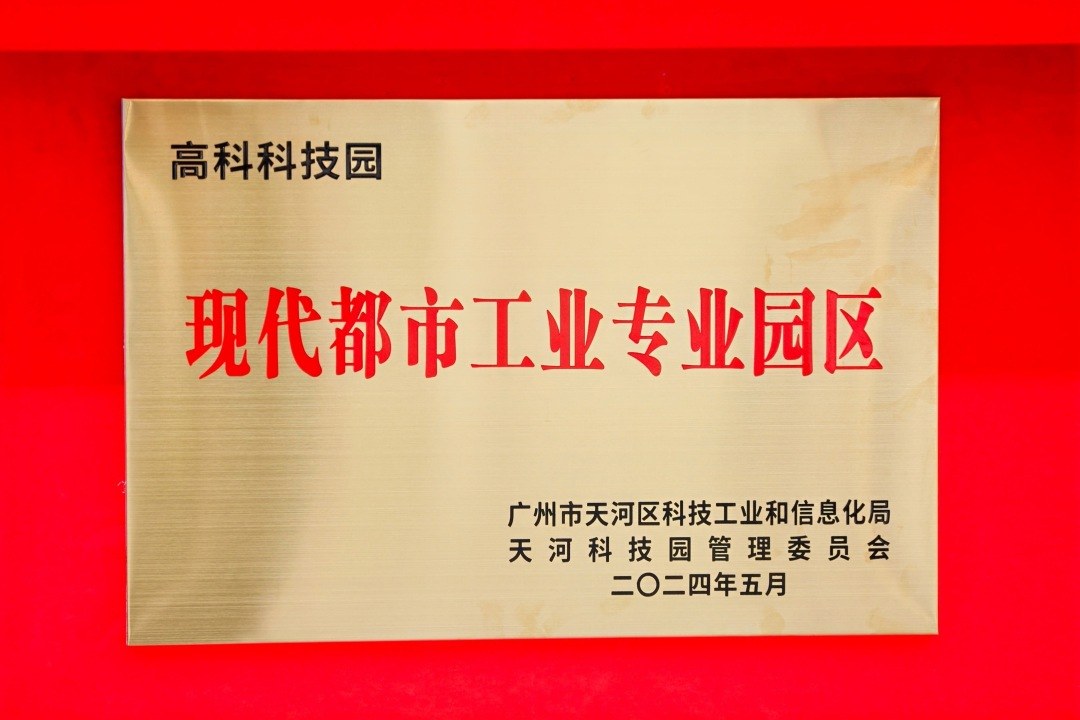 高科科技园
现代都市工业专业园区
广州市天河区科技工业和信息化局
天河科技园管理委员会
二〇二四年五月